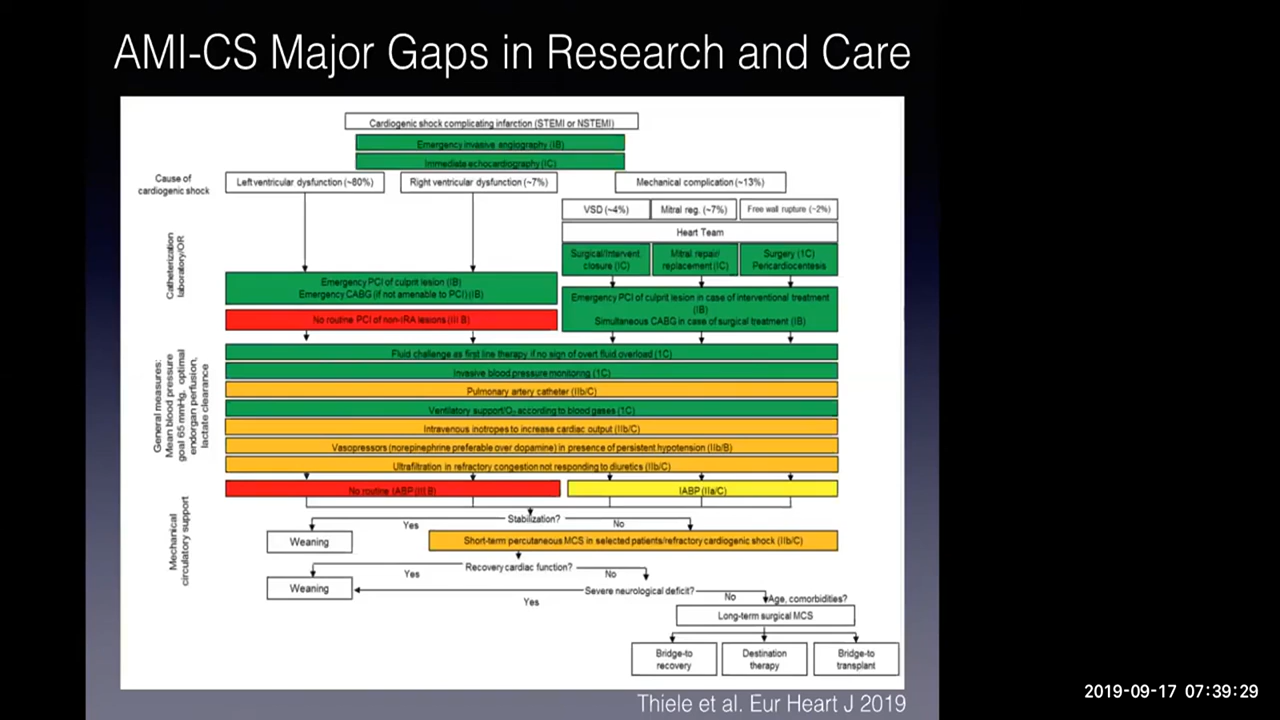 AMI-CS Major Gaps in Research and Care
Cardiogenic shock complicating infarction (STEMI or NSTEMI)
Emergency invasive angiography (IB)
Immediate echocardiography (IC)
Cause of
cardiogenic shock
Left ventricular dysfunction (~80%)
Right ventricular dysfunction (~7%)
Mechanical complication (~13%)
VSD (~4%)
Mitral reg. (~7%)
Free wall rupture (~2%)
Heart Team
Catheterization
laboratory/OR
Surgical/intervent.
closure (IC)
Mitral repair/
replacement (IC)
Surgery (1C)
Pericardiocentesis
Emergency PCI of culprit lesion (IB)
Emergency CABG (if not amenable to PCI) (IB)
Emergency PCI of culprit lesion in case of interventional treatment
(IB)
Simultaneous CABG in case of surgical treatment (IB)
No routine PCI of non-IRA lesions (III B)
General measures:
Mean blood pressure
goal 65 mmHg, optimal
endorgan perfusion,
lactate clearance
Fluid challenge as first line therapy if no sign of overt fluid overload (1C)
Invasive blood pressure monitoring (1C)
Pulmonary artery catheter (IIb/C)
Ventilatory support/O₂ according to blood gases (1C)
Intravenous inotropes to increase cardiac output (IIb/C)
Vasopressors (norepinephrine preferable over dopamine) in presence of persistent hypotension (IIb/B)
Ultrafiltration in refractory congestion not responding to diuretics (IIb/C)
No routine IABP (III B)
IABP (IIa/C)
Mechanical
circulatory support
Stabilization?
Yes
No
Weaning
Short-term percutaneous MCS in selected patients/refractory cardiogenic shock (IIb/C)
Recovery cardiac function?
Yes
No
Weaning
Severe neurological deficit?
Yes
No
Age, comorbidities?
Long-term surgical MCS
Bridge-to
recovery
Destination
therapy
Bridge-to
transplant
Thiele et al. Eur Heart J 2019
2019-09-17 07:39:29